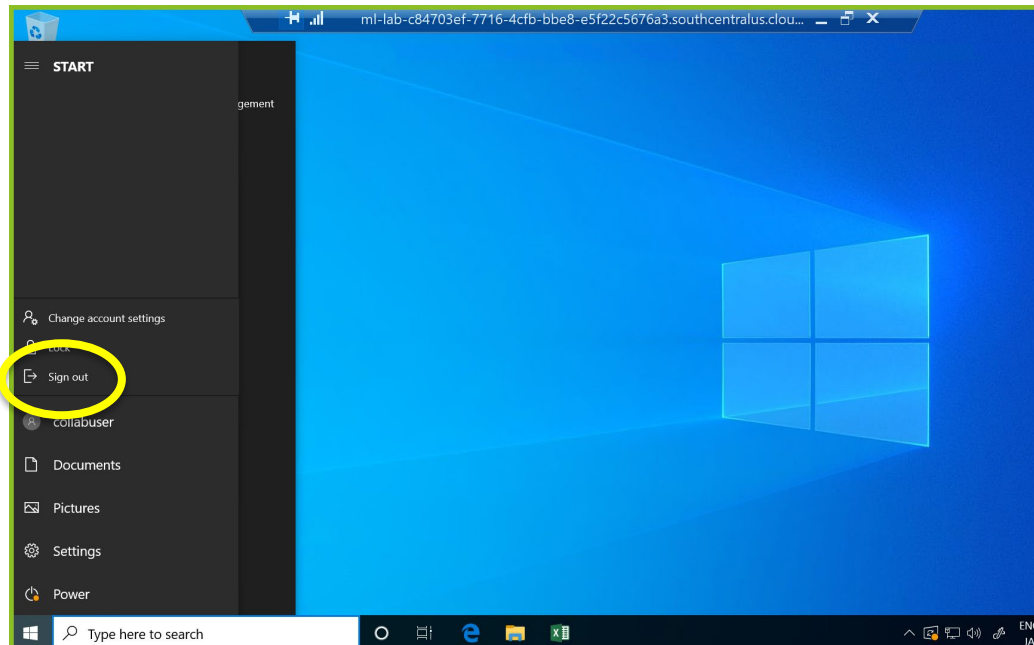 ml-lab-c84703ef-7716-4cfb-bbe8-e5f22c5676a3.southcentralus.clou...
START
gement
Change account settings
Lock
Sign out
collabuser
Documents
Pictures
Settings
Power
Type here to search
ENG
JA